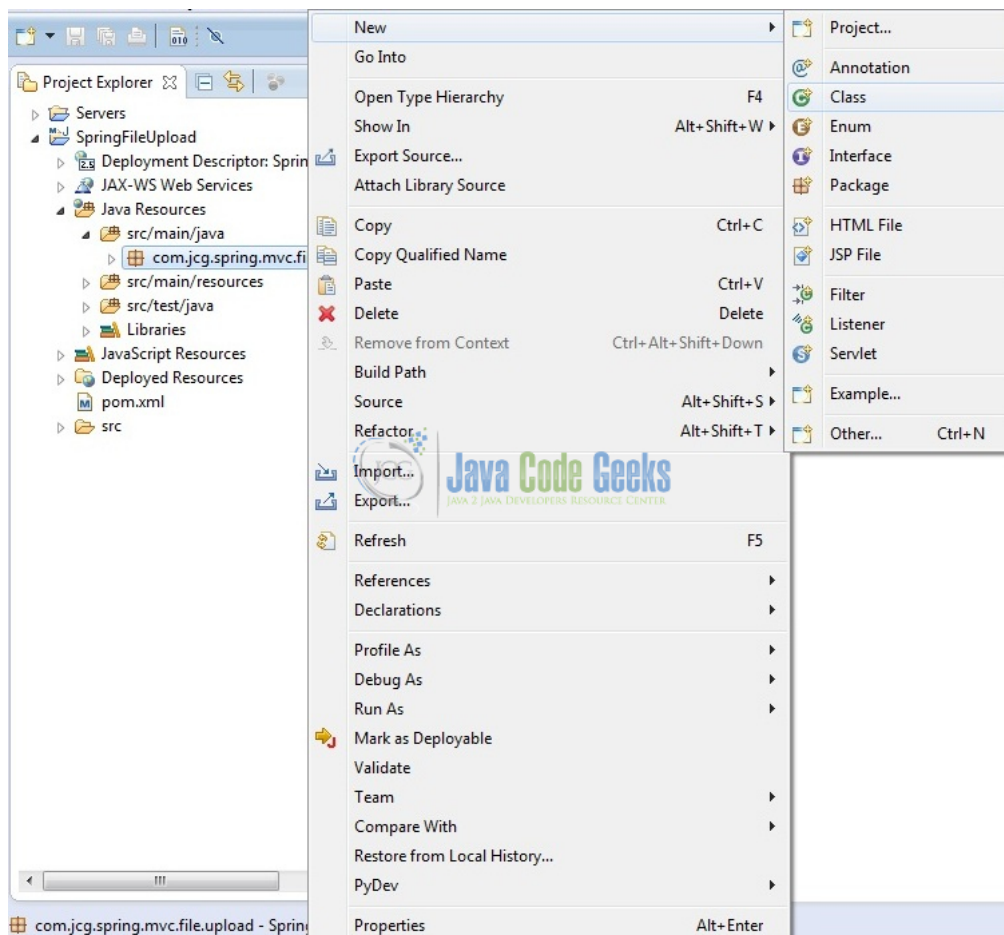 Project Explorer
Servers
SpringFileUpload
2.5 Deployment Descriptor: Sprin
JAX-WS Web Services
Java Resources
src/main/java
com.jcg.spring.mvc.fi
src/main/resources
src/test/java
Libraries
JavaScript Resources
Deployed Resources
pom.xml
src
com.jcg.spring.mvc.file.upload - Spring
New
Go Into
Open Type Hierarchy F4
Show In Alt+Shift+W
Export Source...
Attach Library Source
Copy Ctrl+C
Copy Qualified Name
Paste Ctrl+V
Delete Delete
Remove from Context Ctrl+Alt+Shift+Down
Build Path
Source Alt+Shift+S
Refactor Alt+Shift+T
Import...
Export...
Refresh F5
References
Declarations
Profile As
Debug As
Run As
Mark as Deployable
Validate
Team
Compare With
Restore from Local History...
PyDev
Properties Alt+Enter
Project...
Annotation
Class
Enum
Interface
Package
HTML File
JSP File
Filter
Listener
Servlet
Example...
Other... Ctrl+N
JCG
Java Code Geeks
JAVA 2 JAVA DEVELOPERS RESOURCE CENTER